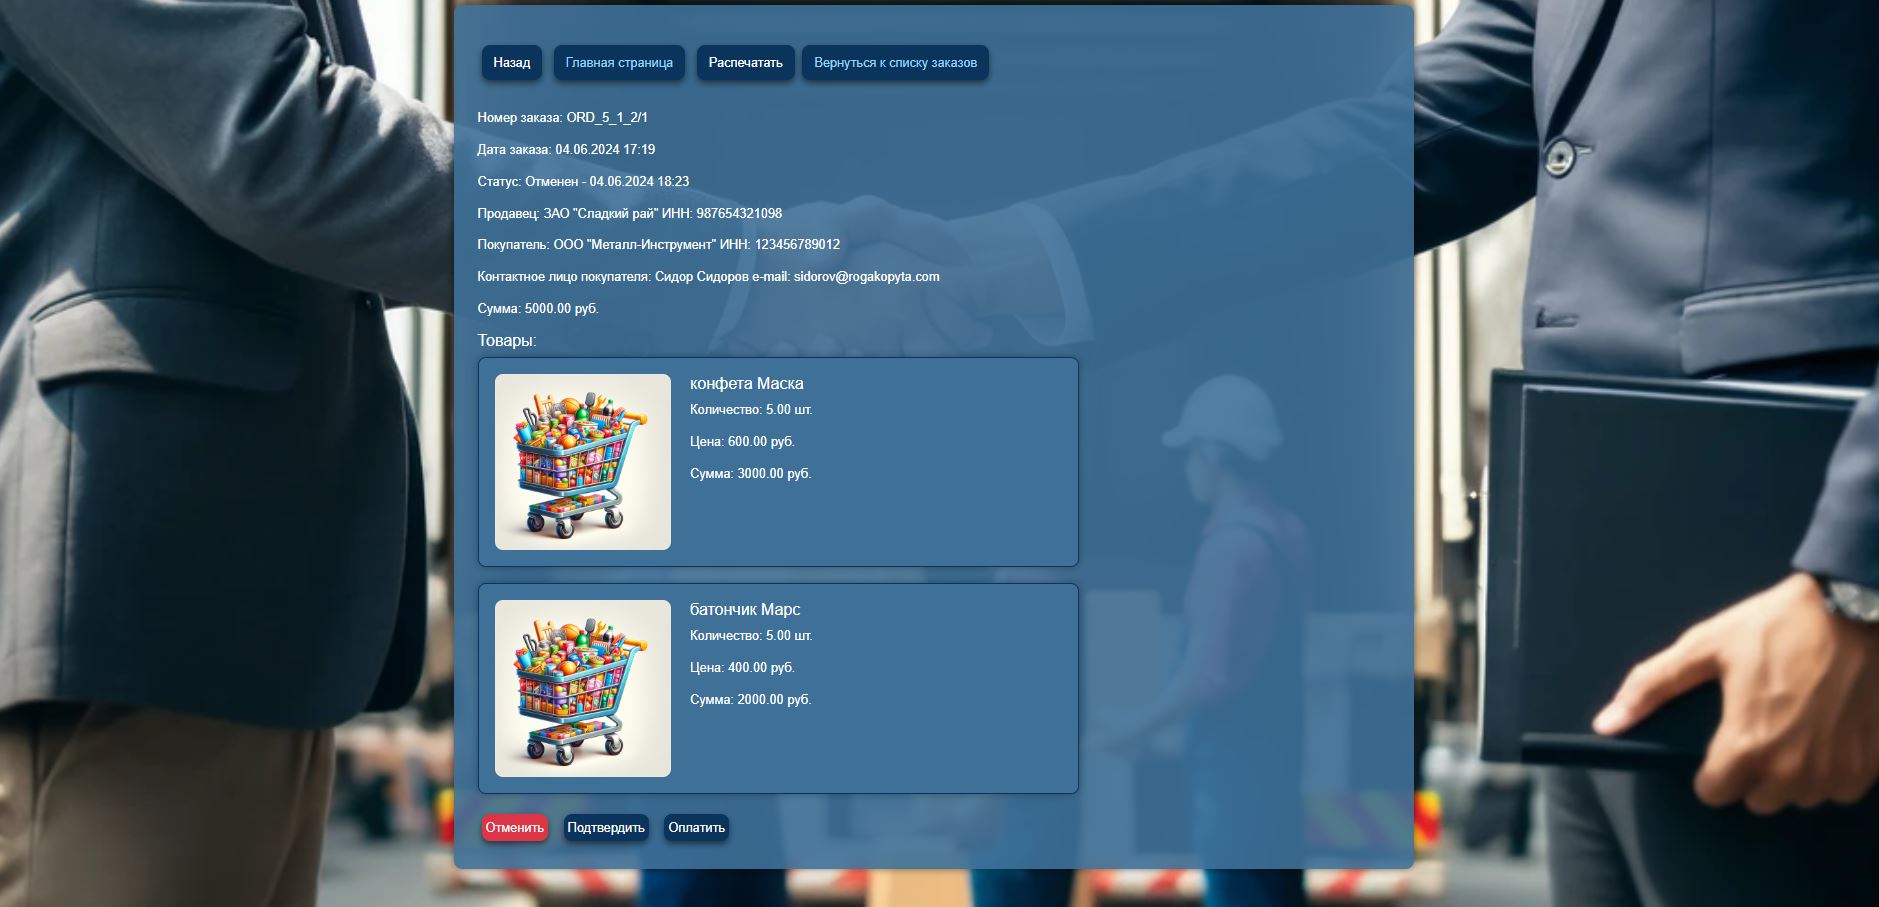 Назад
Главная страница
Распечатать
Вернуться к списку заказов
Номер заказа: ORD_5_1_2/1
Дата заказа: 04.06.2024 17:19
Статус: Отменен - 04.06.2024 18:23
Продавец: ЗАО "Сладкий рай" ИНН: 987654321098
Покупатель: ООО "Металл-Инструмент" ИНН: 123456789012
Контактное лицо покупателя: Сидор Сидоров e-mail: sidorov@rogakopyta.com
Сумма: 5000.00 руб.
Товары:
конфета Маска
Количество: 5.00 шт.
Цена: 600.00 руб.
Сумма: 3000.00 руб.
батончик Марс
Количество: 5.00 шт.
Цена: 400.00 руб.
Сумма: 2000.00 руб.
Отменить
Подтвердить
Оплатить